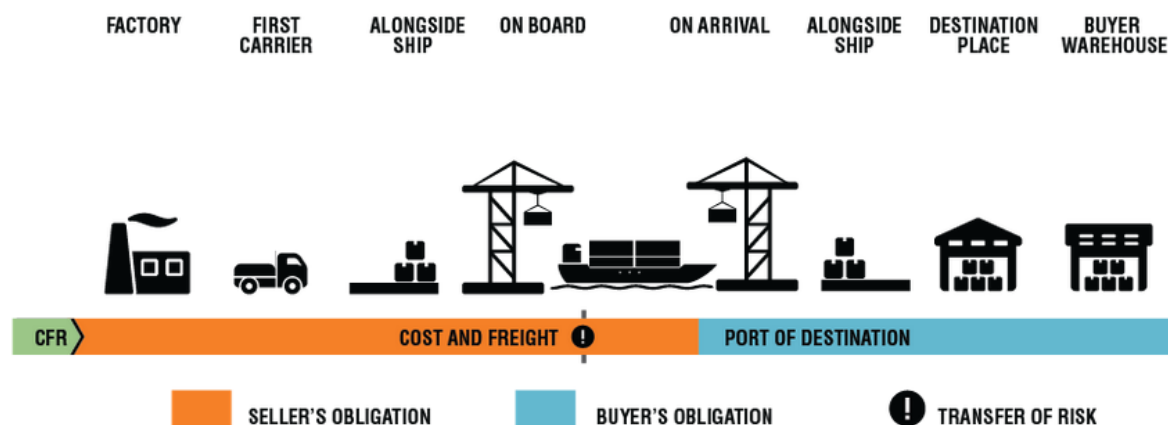 FACTORY
FIRST
CARRIER
ALONGSIDE
SHIP
ON BOARD
ON ARRIVAL
ALONGSIDE
SHIP
DESTINATION
PLACE
BUYER
WAREHOUSE
CFR
COST AND FREIGHT
!
PORT OF DESTINATION
SELLER'S OBLIGATION
BUYER'S OBLIGATION
!
TRANSFER OF RISK